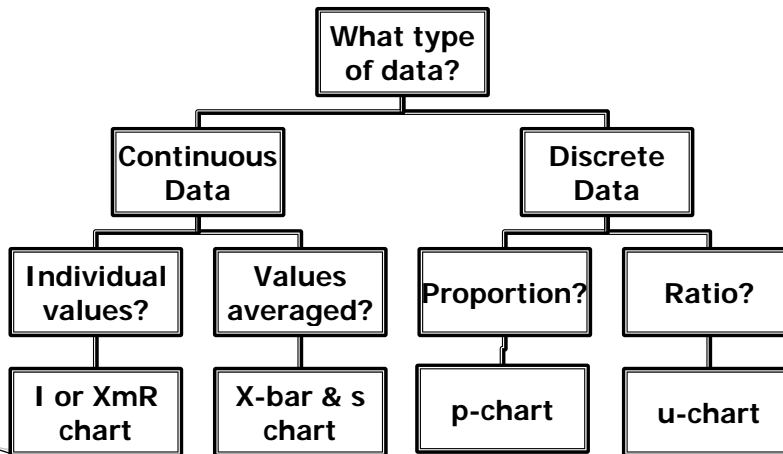 What type
of data?
Continuous
Data
Discrete
Data
Individual
values?
Values
averaged?
Proportion?
Ratio?
I or XmR
chart
X-bar & s
chart
p-chart
u-chart